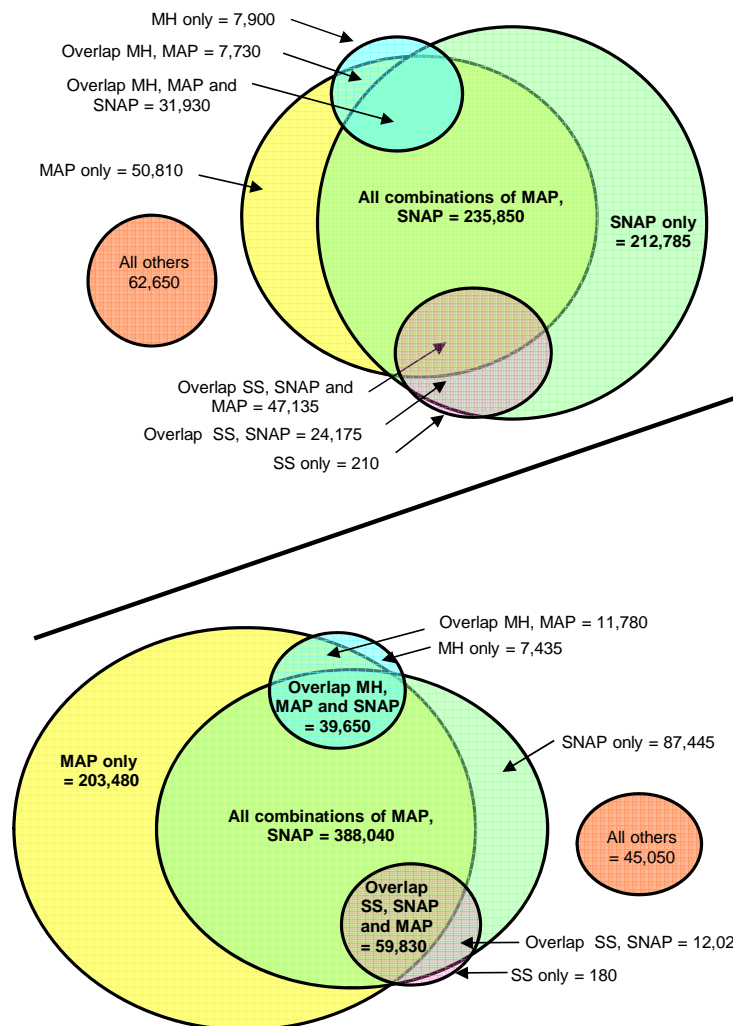 MH only = 7,900
Overlap MH, MAP = 7,730
Overlap MH, MAP and
SNAP = 31,930
MAP only = 50,810
All combinations of MAP,
SNAP = 235,850
SNAP only
= 212,785
All others
62,650
Overlap SS, SNAP and
MAP = 47,135
Overlap SS, SNAP = 24,175
SS only = 210
Overlap MH, MAP = 11,780
MH only = 7,435
Overlap MH,
MAP and SNAP
= 39,650
SNAP only = 87,445
MAP only
= 203,480
All combinations of MAP,
SNAP = 388,040
All others
= 45,050
Overlap
SS, SNAP
and MAP
= 59,830
Overlap SS, SNAP = 12,02
SS only = 180